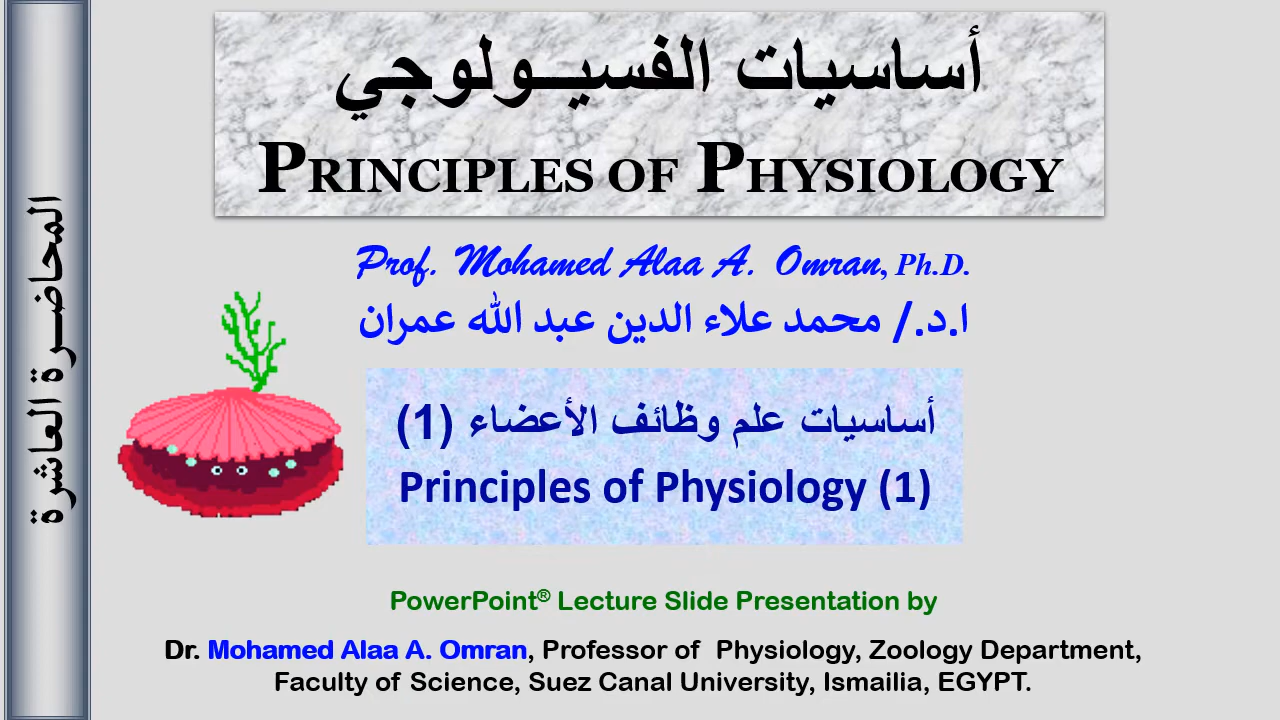 المحاضـــرة العاشرة
أساسيات الفسيـــولوجي
PRINCIPLES OF PHYSIOLOGY
Prof. Mohamed Alaa A. Omran, Ph.D.
ا.د./ محمد علاء الدين عبد الله عمران
أساسيات علم وظائف الأعضاء (1)
Principles of Physiology (1)
PowerPoint® Lecture Slide Presentation by
Dr. Mohamed Alaa A. Omran, Professor of Physiology, Zoology Department,
Faculty of Science, Suez Canal University, Ismailia, EGYPT.